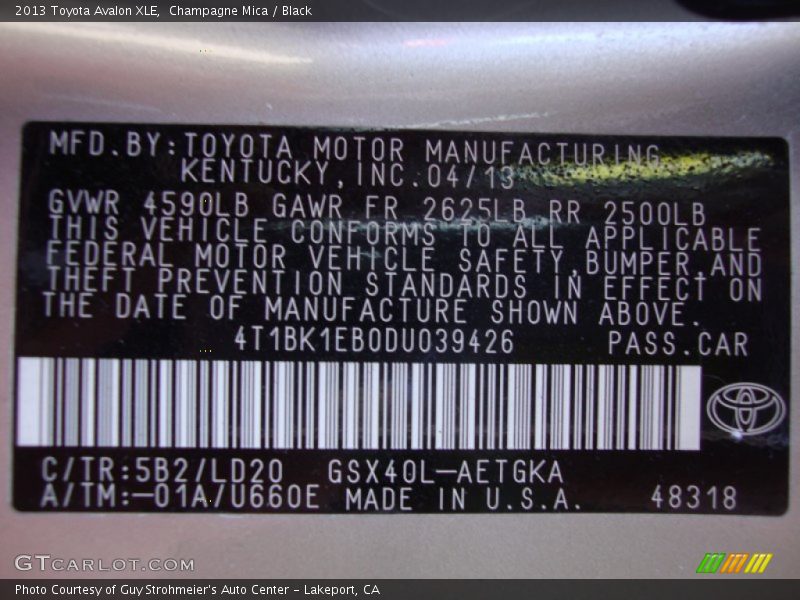 2013 Toyota Avalon XLE,  Champagne Mica / Black
MFD.BY:TOYOTA MOTOR MANUFACTURING
KENTUCKY,INC.04/13
GVWR 4590LB GAWR FR 2625LB RR 2500LB
THIS VEHICLE CONFORMS TO ALL APPLICABLE
FEDERAL MOTOR VEHICLE SAFETY,BUMPER,AND
THEFT PREVENTION STANDARDS IN EFFECT ON
THE DATE OF MANUFACTURE SHOWN ABOVE.
4T1BK1EB0DU039426 PASS.CAR
C/TR:5B2/LD20 GSX40L-AETGKA
A/TM:-01A/U660E MADE IN U.S.A. 48318
GTCARLOT.COM
Photo Courtesy of Guy Strohmeier's Auto Center - Lakeport, CA